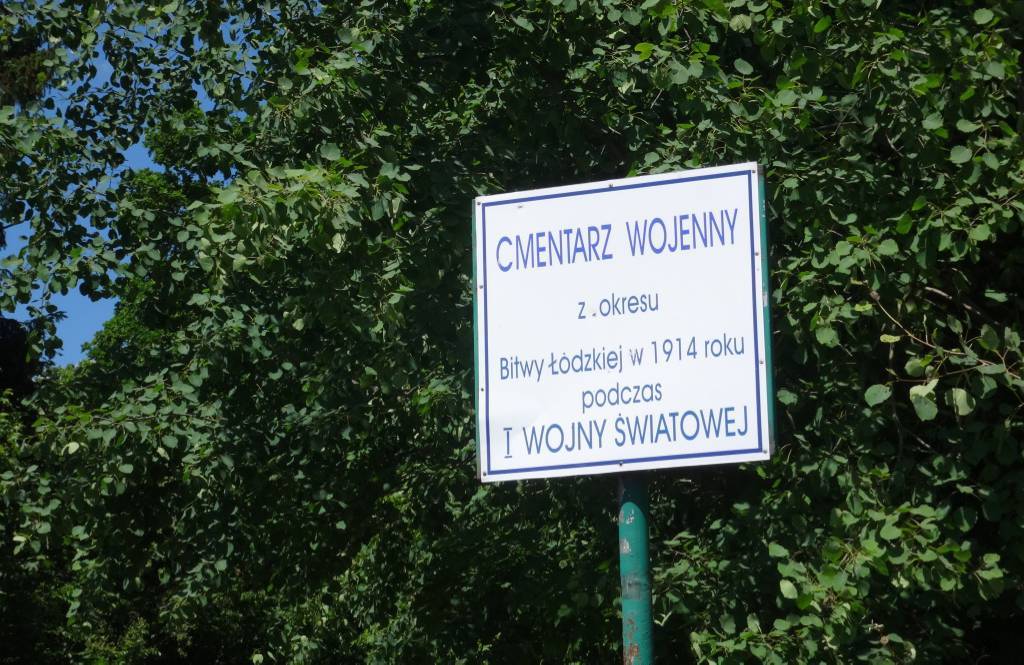 CMENTARZ WOJENNY
z okresu
Bitwy Łódzkiej w 1914 roku
podczas
I WOJNY ŚWIATOWEJ